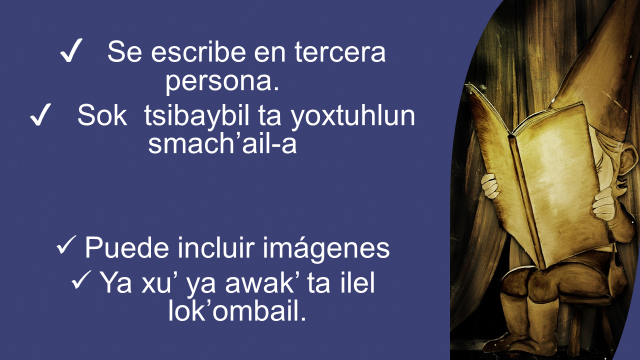 ✓ Se escribe en tercera
persona.
✓ Sok tsibaybil ta yoxtuhlun
smach’ail-a
✓ Puede incluir imágenes
✓ Ya xu’ ya awak’ ta ilel
lok’ombail.